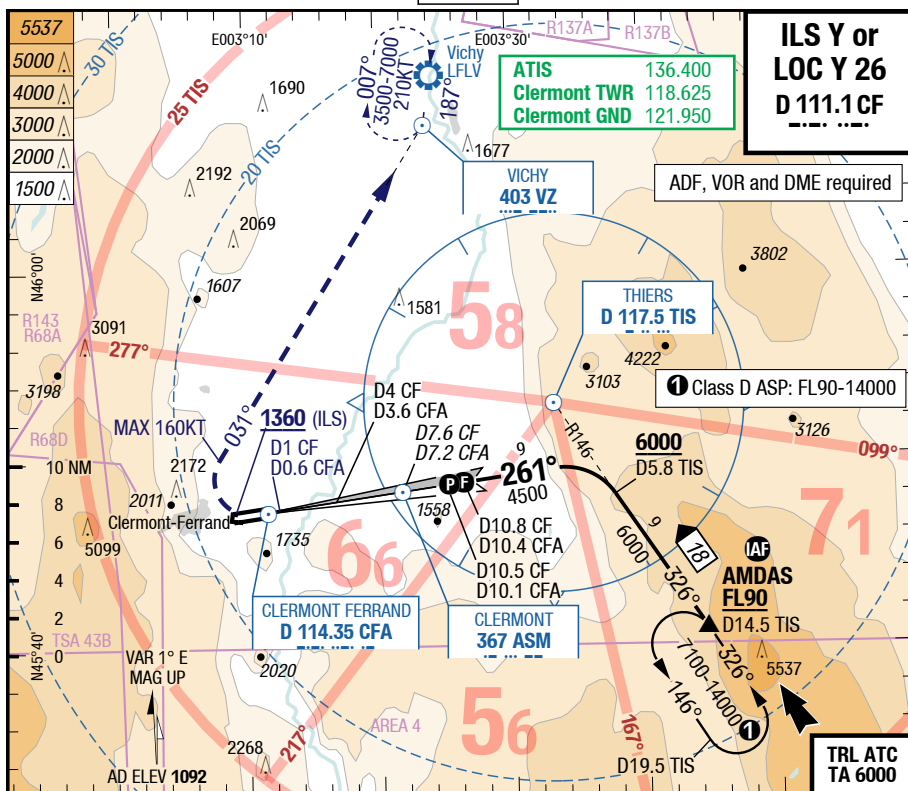 5537
5000
4000
3000
2000
1500
30 TIS
25 TIS
20 TIS
E003°10'
E003°30'
1690
2192
2069
1607
007°
3500-7000
210KT
187°
Vichy
LFLV
R137A
R137B
ATIS 136.400
Clermont TWR 118.625
Clermont GND 121.950
ILS Y or
LOC Y 26
D 111.1 CF
ADF, VOR and DME required
1677
VICHY
403 VZ
3802
N46°00'
R143
R68A
3091
277°
3198
1581
58
THIERS
D 117.5 TIS
4222
3103
1 Class D ASP: FL90-14000
3126
099°
R68D
MAX 160KT
031°
1360 (ILS)
D1 CF
D0.6 CFA
D4 CF
D3.6 CFA
D7.6 CF
D7.2 CFA
R146
6000
D5.8 TIS
10 NM
8
6
4
2
0
2172
2011
Clermont-Ferrand
5099
1735
66
1558
P F
9
261°
4500
D10.8 CF
D10.4 CFA
D10.5 CF
D10.1 CFA
9
6000
326°
18
71
IAF
AMDAS
FL90
D14.5 TIS
CLERMONT FERRAND
D 114.35 CFA
CLERMONT
367 ASM
TSA 43B
N45°40'
VAR 1° E
MAG UP
2020
AREA 4
217°
56
167°
146°
7100-14000
1
326°
5537
D19.5 TIS
2268
AD ELEV 1092
TRL ATC
TA 6000